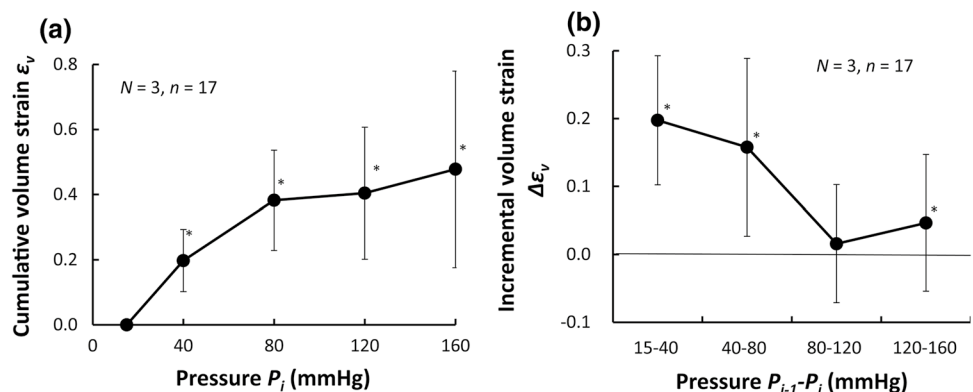 (a)
Cumulative volume strain εv
0.8
0.6
0.4
0.2
0.0
N = 3, n = 17
*
*
*
*
0
40
80
120
160
Pressure Pi (mmHg)
(b)
Incremental volume strain
Δεv
0.3
0.2
0.1
0.0
-0.1
N = 3, n = 17
*
*
*
15-40
40-80
80-120
120-160
Pressure Pi-1-Pi (mmHg)